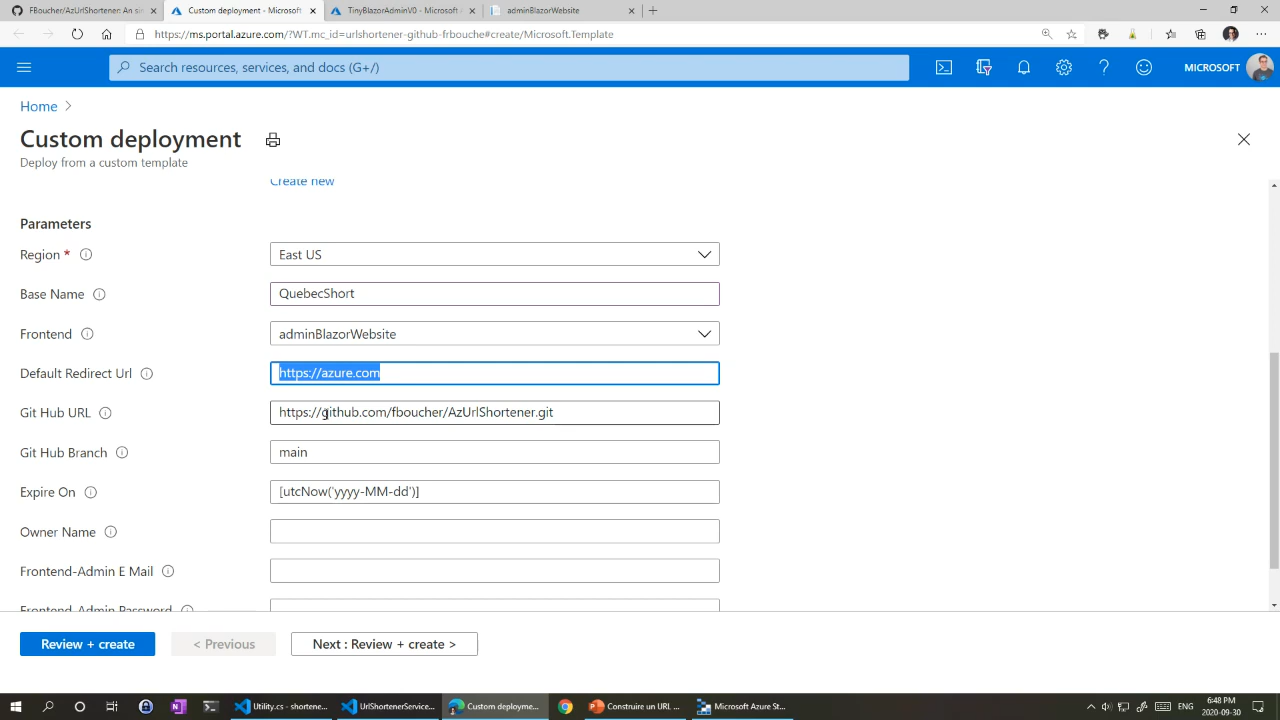 FBoucher/AzUrlShortener: An si
Custom deployment - Microsoft
TinyBlazorAdminV0 - Microsoft
adminBlazorWebsite
https://ms.portal.azure.com/?WT.mc_id=urlshortener-github-frbouche#create/Microsoft.Template
Search resources, services, and docs (G+/)
MICROSOFT
Home
Custom deployment
Deploy from a custom template
Create new
Parameters
Region *
East US
Base Name
QuebecShort
Frontend
adminBlazorWebsite
Default Redirect Url
https://azure.com
Git Hub URL
https://github.com/fboucher/AzUrlShortener.git
Git Hub Branch
main
Expire On
[utcNow('yyyy-MM-dd')]
Owner Name
Frontend-Admin E Mail
Frontend-Admin Password
Review + create
< Previous
Next : Review + create >
Utility.cs - shortene...
UrlShortenerService...
Custom deployme...
Construire un URL ...
Microsoft Azure St...
ENG
6:48 PM
2020-09-30